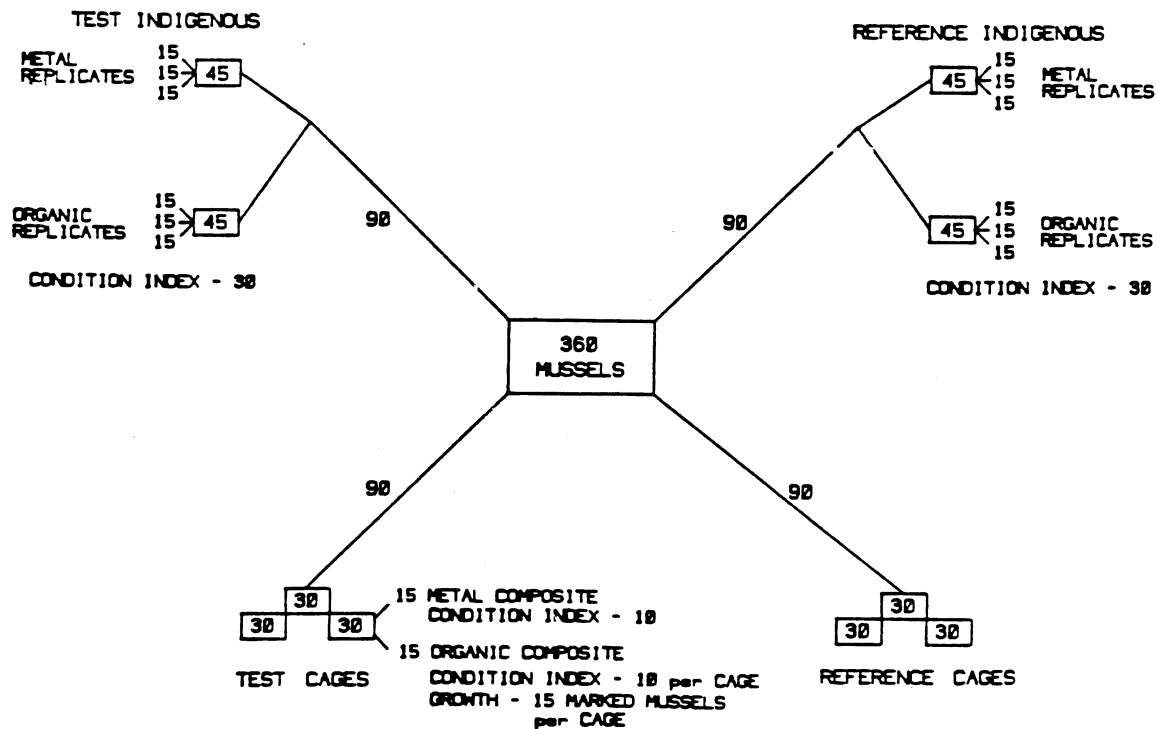 TEST INDIGENOUS
METAL
REPLICATES
15
15
15
45
ORGANIC
REPLICATES
15
15
15
45
CONDITION INDEX - 30
90
REFERENCE INDIGENOUS
45
15
15
15
METAL
REPLICATES
45
15
15
15
ORGANIC
REPLICATES
CONDITION INDEX - 30
90
360
MUSSELS
90
30
30
30
TEST CAGES
15 METAL COMPOSITE
CONDITION INDEX - 10
15 ORGANIC COMPOSITE
CONDITION INDEX - 10 per CAGE
GROWTH - 15 MARKED MUSSELS
per CAGE
90
30
30
30
REFERENCE CAGES